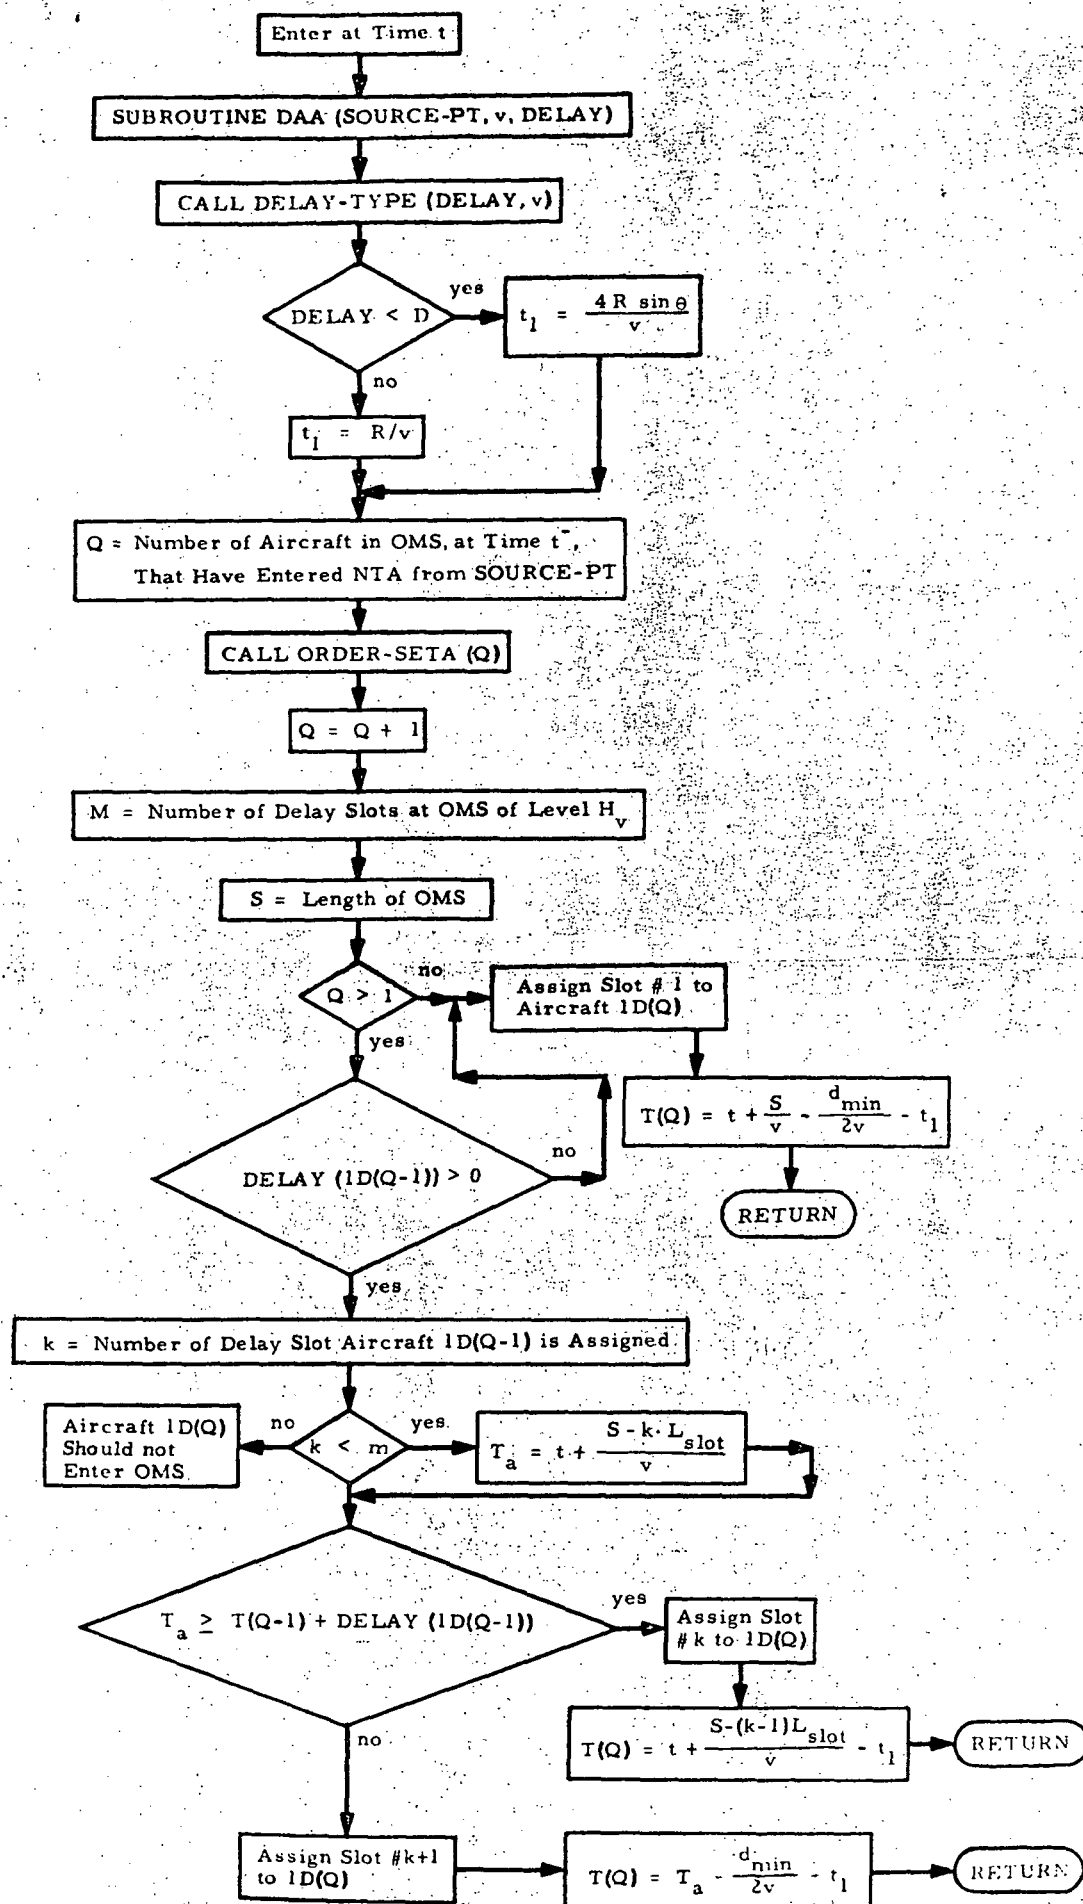 Enter at Time t
SUBROUTINE DAA (SOURCE-PT, v, DELAY)
CALL DELAY-TYPE (DELAY, v)
DELAY < D
yes
t1 = 4 R sin θ / v
no
t1 = R/v
Q = Number of Aircraft in OMS, at Time t-,
That Have Entered NTA from SOURCE-PT
CALL ORDER-SETA (Q)
Q = Q + 1
M = Number of Delay Slots at OMS of Level Hv
S = Length of OMS
Q > 1
no
Assign Slot # 1 to
Aircraft 1D(Q)
yes
T(Q) = t + S/v - dmin/2v - t1
RETURN
DELAY (1D(Q-1)) > 0
no
yes
k = Number of Delay Slot Aircraft 1D(Q-1) is Assigned
k < m
no
Aircraft 1D(Q)
Should not
Enter OMS
yes
Ta = t + S - k · Lslot / v
Ta ≥ T(Q-1) + DELAY (1D(Q-1))
yes
Assign Slot
# k to 1D(Q)
T(Q) = t + S-(k-1)Lslot / v - t1
RETURN
no
Assign Slot #k+1
to 1D(Q)
T(Q) = Ta - dmin/2v - t1
RETURN